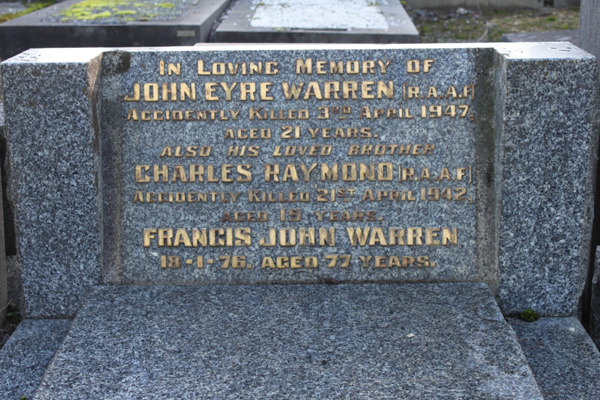 In Loving Memory of
JOHN EYRE WARREN (R.A.A.F)
Accidently Killed 3rd April 1947,
aged 21 years.
also his loved brother
CHARLES RAYMOND (R.A.A.F)
Accidently Killed 21st April 1942,
aged 19 years.
FRANCIS JOHN WARREN
18-1-76. aged 77 years.